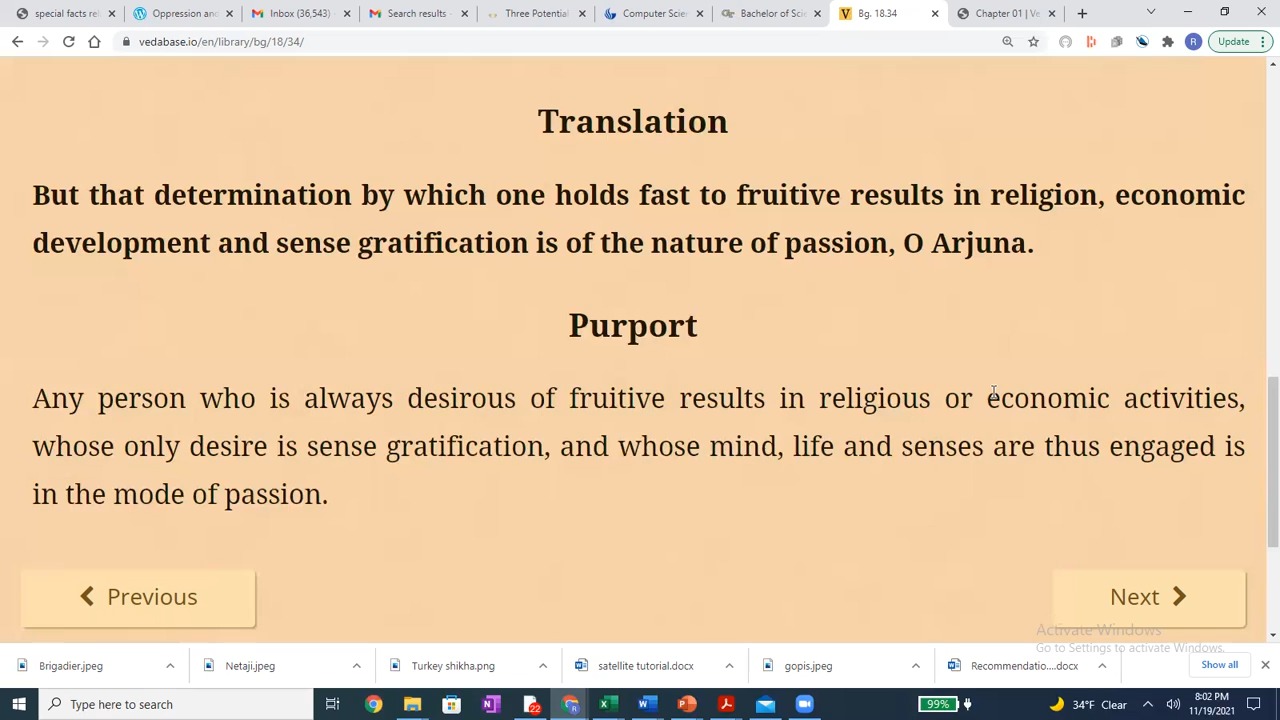 special facts rel
Oppression and
Inbox (36,543)
Search results -
Three Potential
Computer Scie
Bachelor of Sci
Bg. 18.34
Chapter 01 | Ve
vedabase.io/en/library/bg/18/34/
R
Update
Translation
But that determination by which one holds fast to fruitive results in religion, economic
development and sense gratification is of the nature of passion, O Arjuna.
Purport
Any person who is always desirous of fruitive results in religious or economic activities,
whose only desire is sense gratification, and whose mind, life and senses are thus engaged is
in the mode of passion.
Previous
Next
Activate Windows
Go to Settings to activate Windows.
Brigadier.jpeg
Netaji.jpeg
Turkey shikha.png
satellite tutorial.docx
gopis.jpeg
Recommendatio....docx
Show all
Type here to search
22
99%
34°F Clear
8:02 PM
11/19/2021